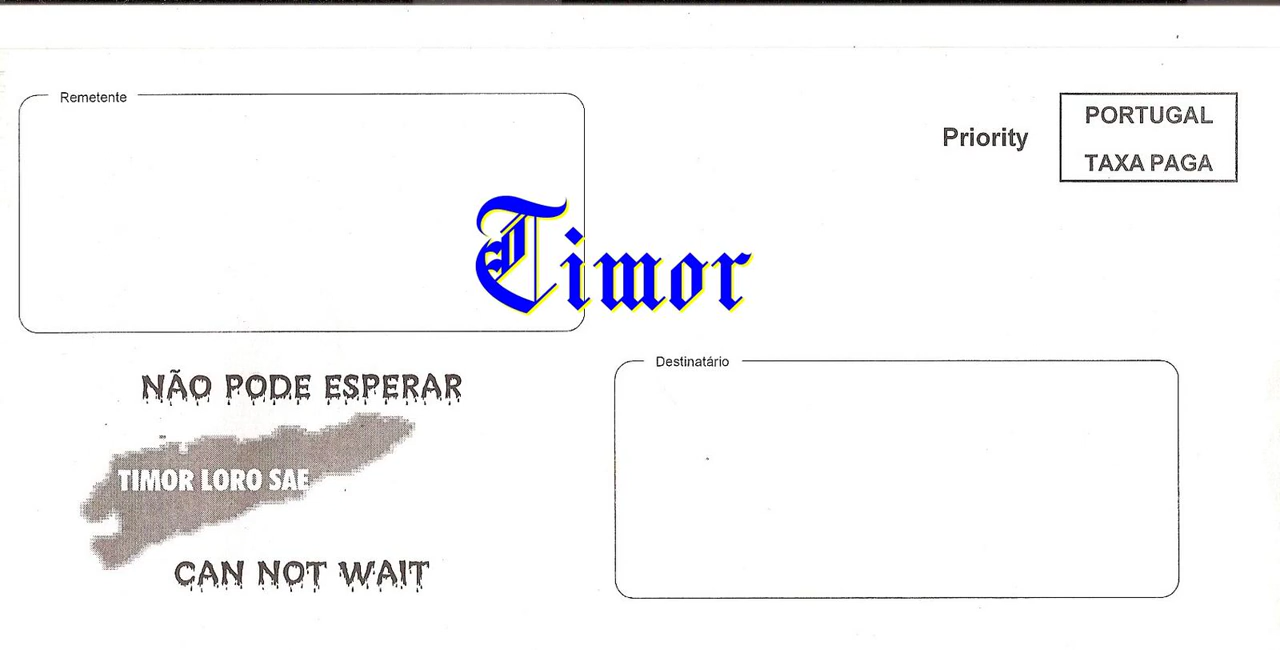 Remetente
Priority
PORTUGAL
TAXA PAGA
Timor
Destinatário
NÃO PODE ESPERAR
TIMOR LORO SAE
CAN NOT WAIT